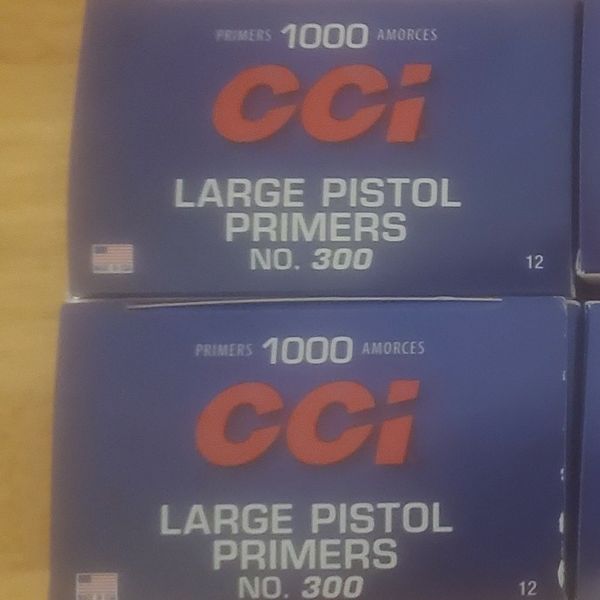 PRIMERS 1000 AMORCES
CCI
LARGE PISTOL
PRIMERS
NO. 300
12
PRIMERS 1000 AMORCES
CCI
LARGE PISTOL
PRIMERS
NO. 300
12